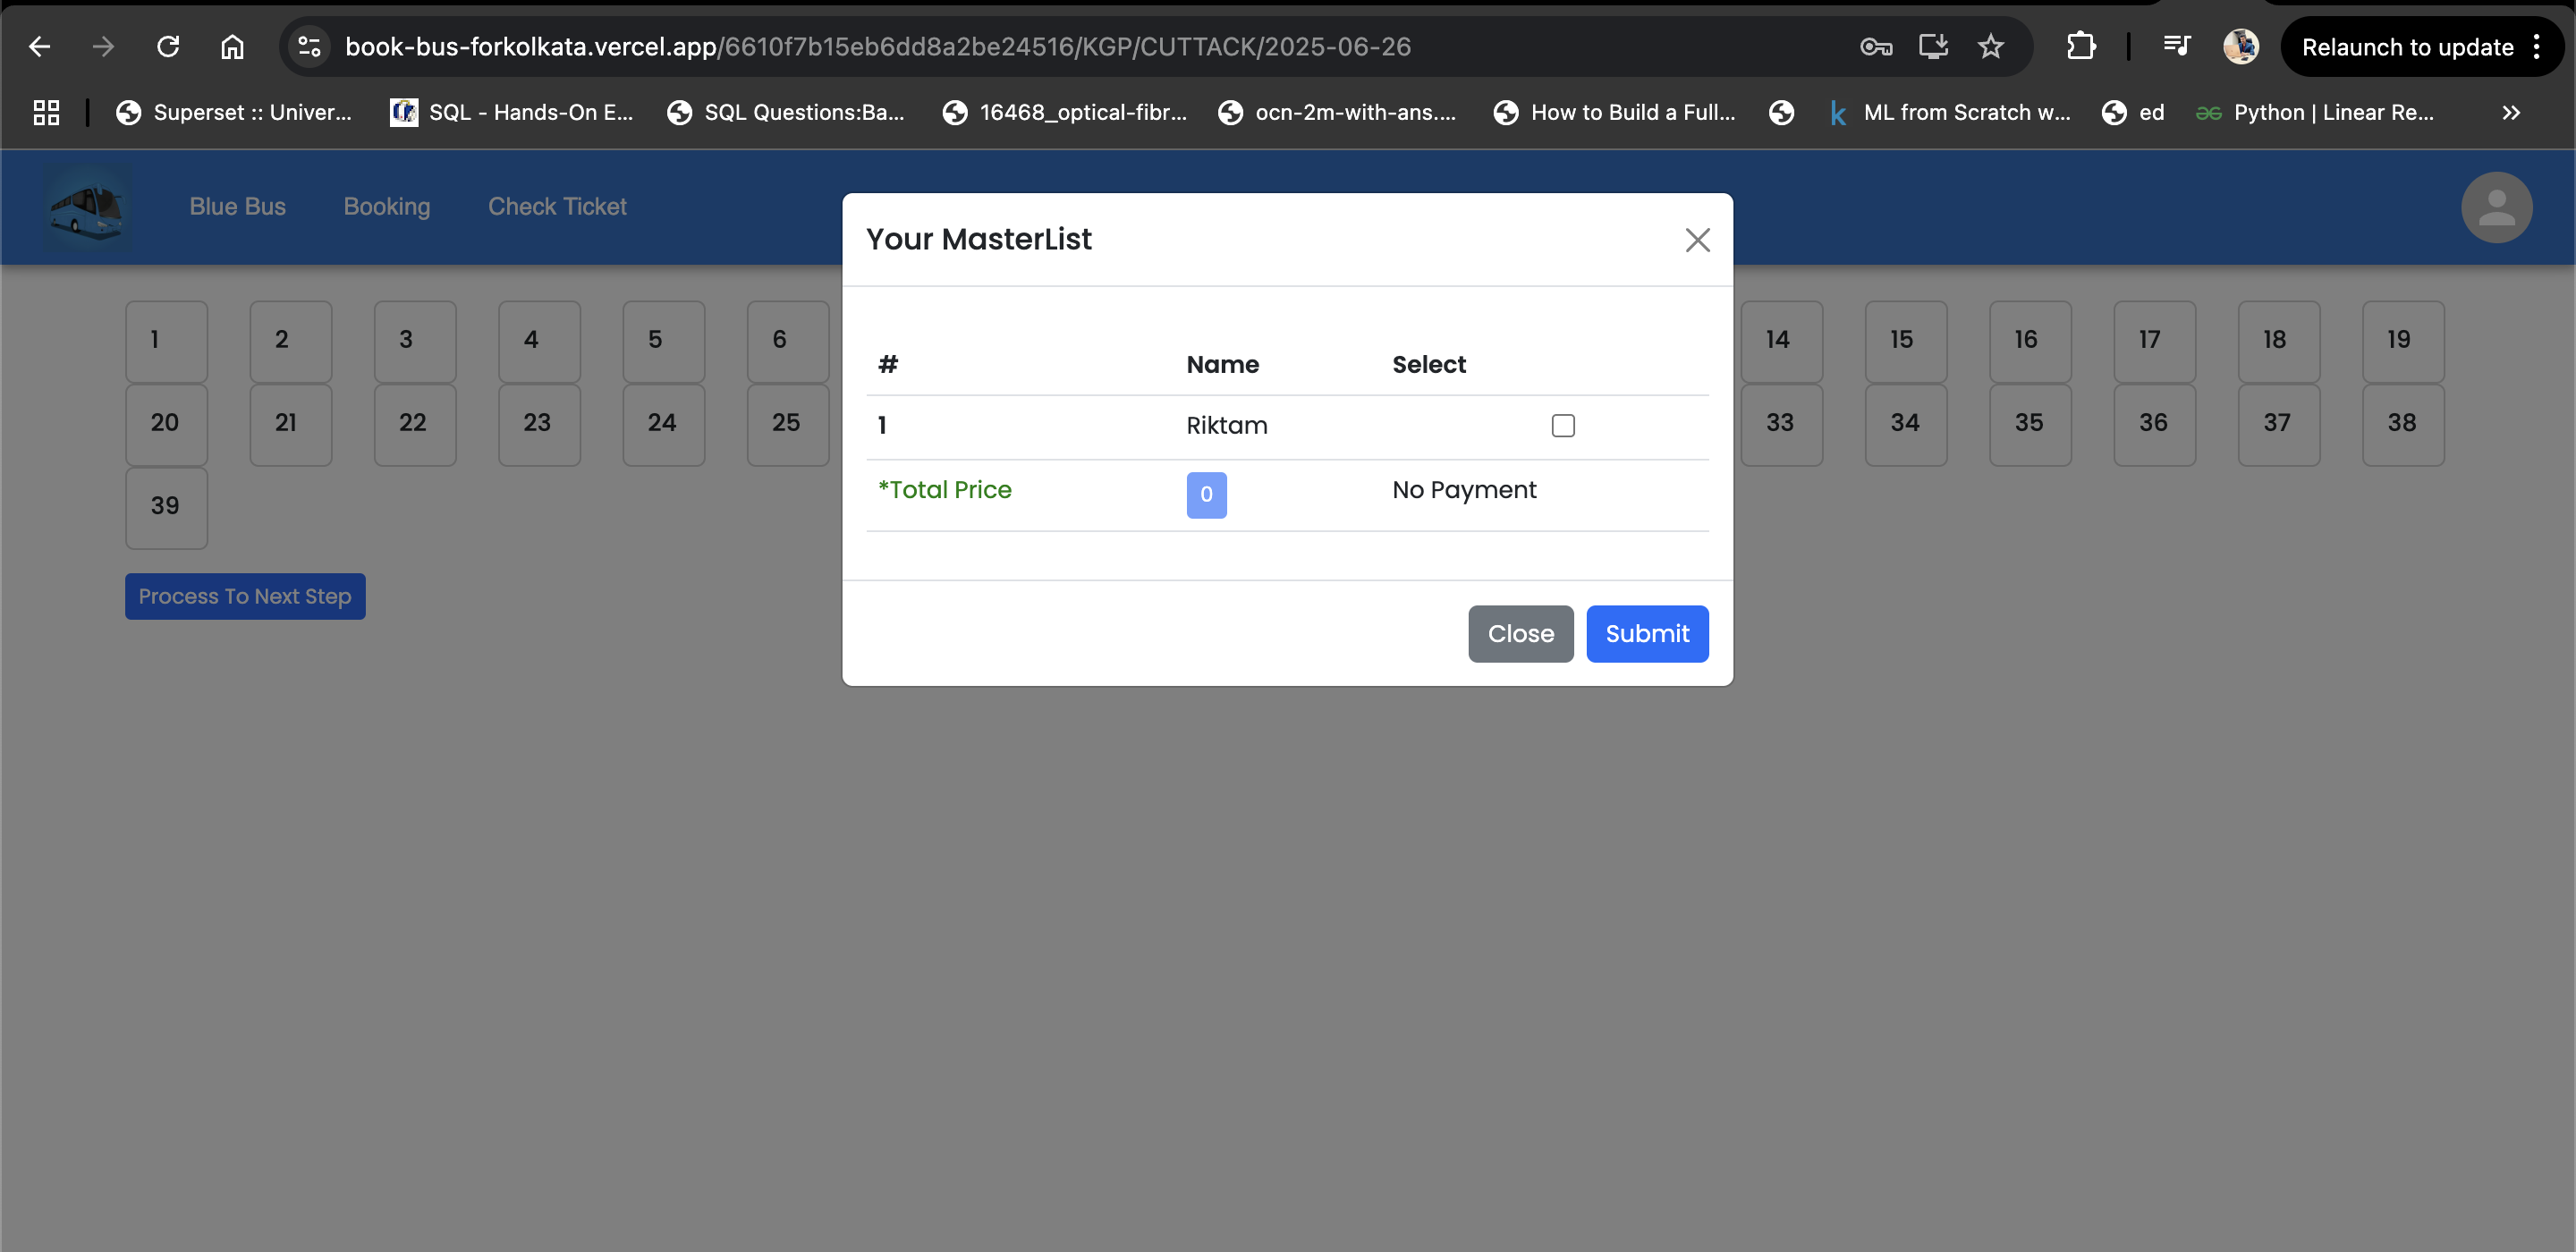 book-bus-forkolkata.vercel.app/6610f7b15eb6dd8a2be24516/KGP/CUTTACK/2025-06-26
Relaunch to update
Superset :: Univer...
SQL - Hands-On E...
SQL Questions:Ba...
16468_optical-fibr...
ocn-2m-with-ans....
How to Build a Full...
k
ML from Scratch w...
ed
Python | Linear Re...
Blue Bus
Booking
Check Ticket
Your MasterList
# Name Select
1 Riktam
*Total Price 0 No Payment
Close Submit
1 2 3 4 5 6 14 15 16 17 18 19
20 21 22 23 24 25 33 34 35 36 37 38
39
Process To Next Step